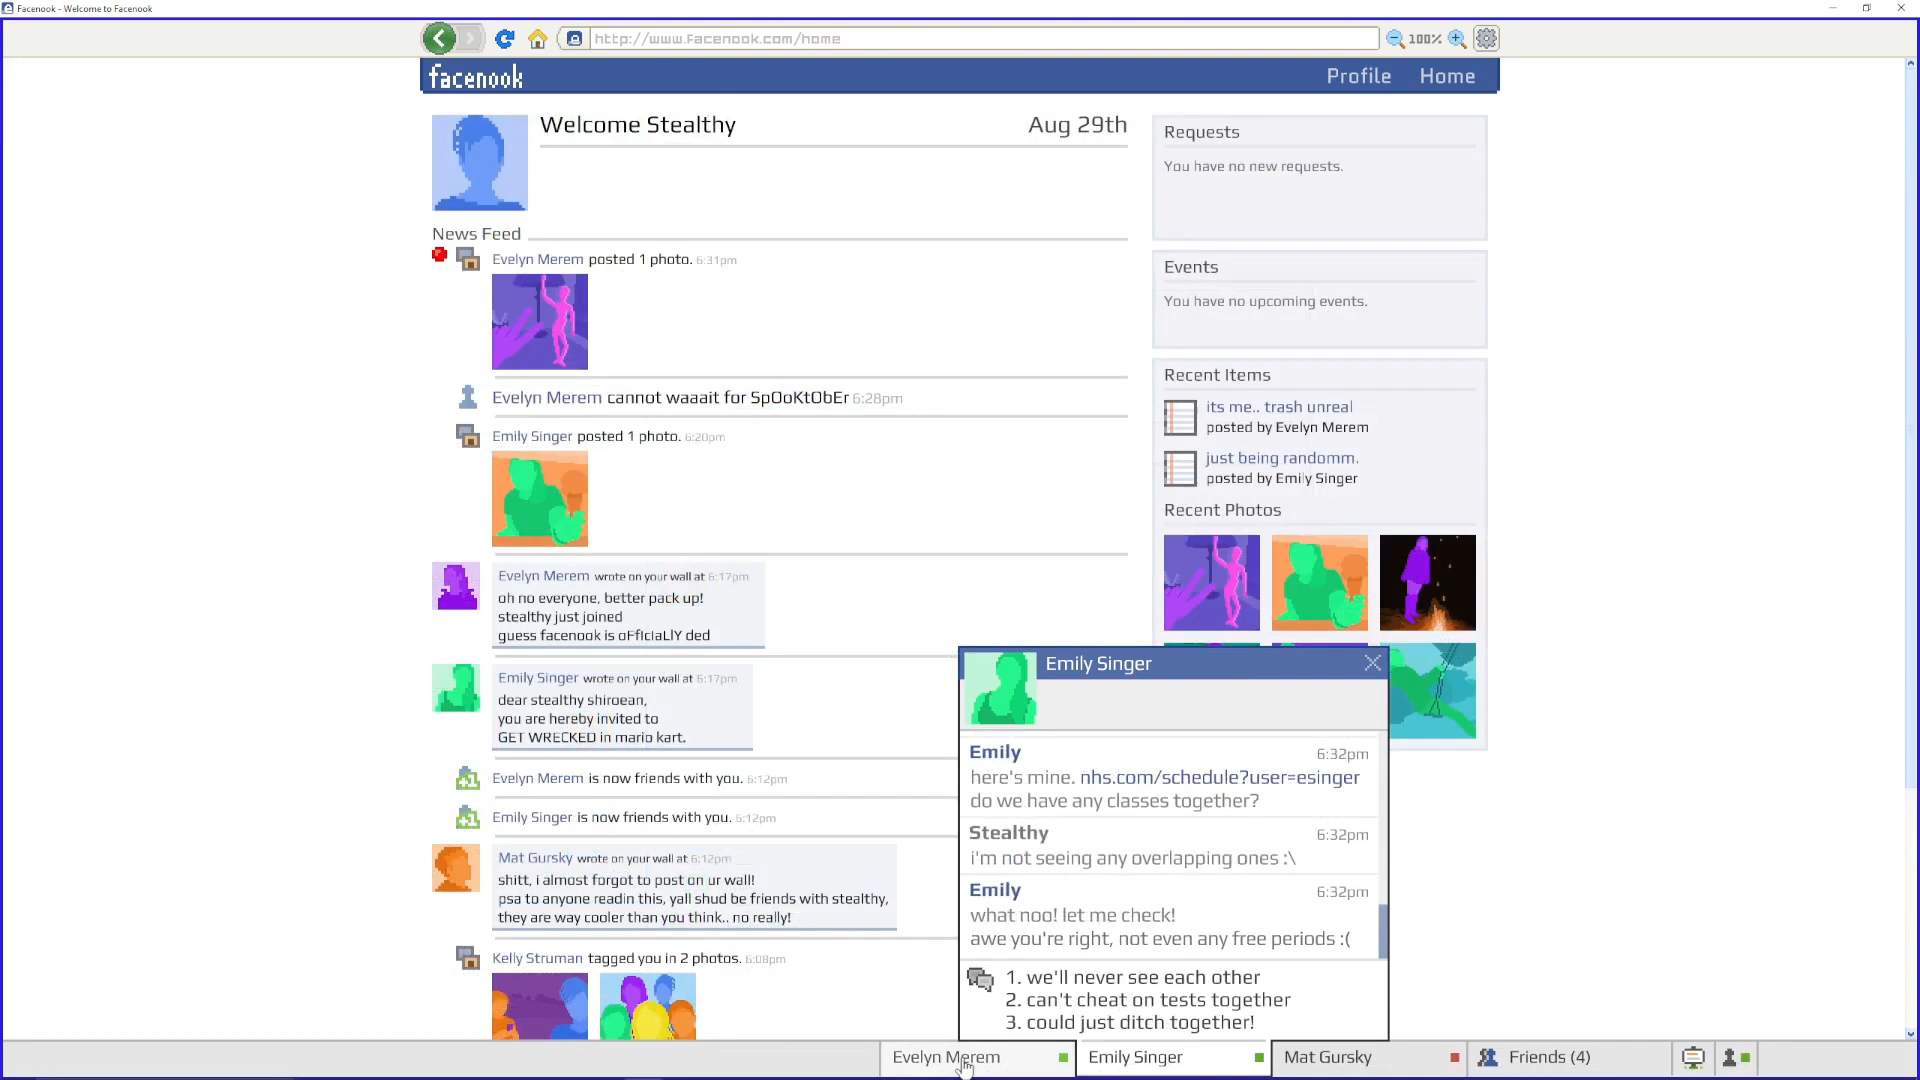 Facenook - Welcome to Facenook
http://www.Facenook.com/home
100%
facenook
Profile Home
Welcome Stealthy
Aug 29th
News Feed
Evelyn Merem posted 1 photo. 6:31pm
Evelyn Merem cannot waaait for SpOoKtObEr 6:28pm
Emily Singer posted 1 photo. 6:20pm
Evelyn Merem wrote on your wall at 6:17pm
oh no everyone, better pack up!
stealthy just joined
guess facenook is oFfIcIaLlY ded
Emily Singer wrote on your wall at 6:17pm
dear stealthy shiroean,
you are hereby invited to
GET WRECKED in mario kart.
+1
Evelyn Merem is now friends with you. 6:12pm
+1
Emily Singer is now friends with you. 6:12pm
Mat Gursky wrote on your wall at 6:12pm
shitt, i almost forgot to post on ur wall!
psa to anyone readin this, yall shud be friends with stealthy,
they are way cooler than you think.. no really!
Kelly Struman tagged you in 2 photos. 6:08pm
Requests
You have no new requests.
Events
You have no upcoming events.
Recent Items
its me.. trash unreal
posted by Evelyn Merem
just being randomm.
posted by Emily Singer
Recent Photos
Emily Singer
Emily 6:32pm
here's mine. nhs.com/schedule?user=esinger
do we have any classes together?
Stealthy 6:32pm
i'm not seeing any overlapping ones :\
Emily 6:32pm
what noo! let me check!
awe you're right, not even any free periods :(
1. we'll never see each other
2. can't cheat on tests together
3. could just ditch together!
Evelyn Merem
Emily Singer
Mat Gursky
Friends (4)